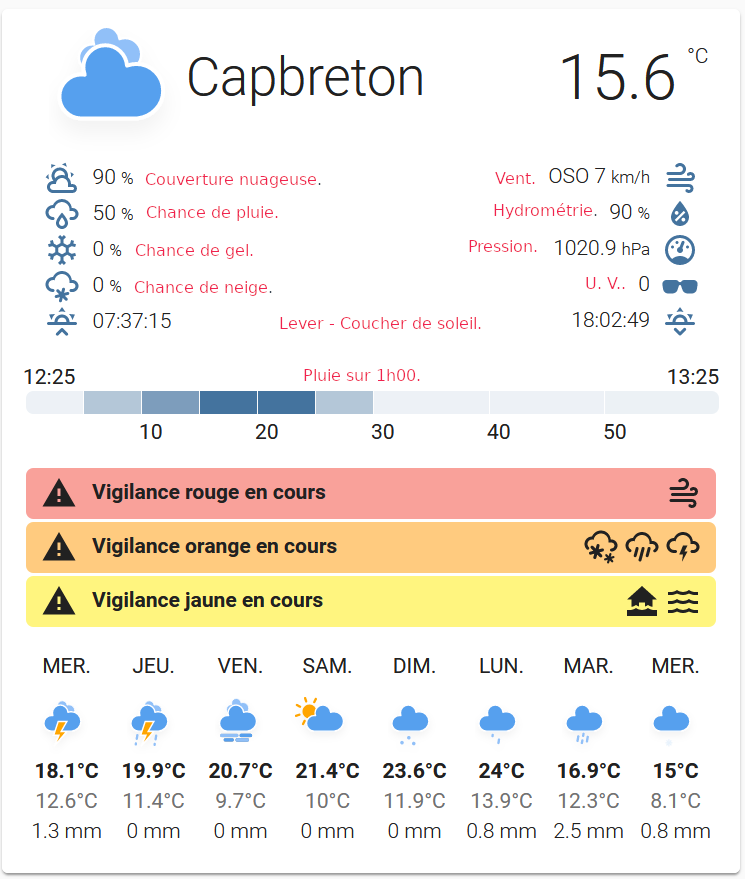 Capbreton 15.6 °C
90 % Couverture nuageuse. Vent. OSO 7 km/h
50 % Chance de pluie. Hydrométrie. 90 %
0 % Chance de gel. Pression. 1020.9 hPa
0 % Chance de neige. U. V.. 0
07:37:15 Lever - Coucher de soleil. 18:02:49
12:25 Pluie sur 1h00. 13:25
10 20 30 40 50
Vigilance rouge en cours
Vigilance orange en cours
Vigilance jaune en cours
MER. JEU. VEN. SAM. DIM. LUN. MAR. MER.
18.1°C 19.9°C 20.7°C 21.4°C 23.6°C 24°C 16.9°C 15°C
12.6°C 11.4°C 9.7°C 10°C 11.9°C 13.9°C 12.3°C 8.1°C
1.3 mm 0 mm 0 mm 0 mm 0 mm 0.8 mm 2.5 mm 0.8 mm